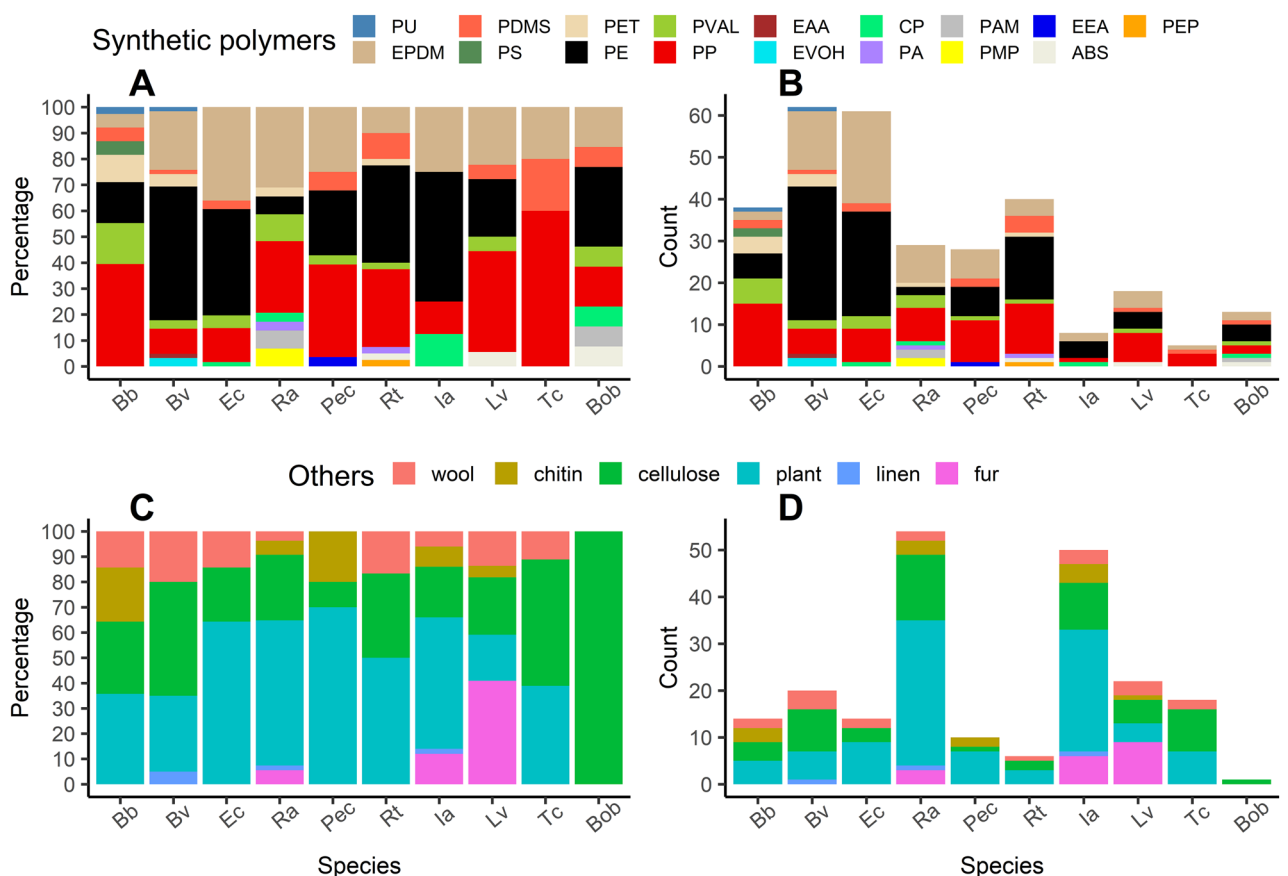 Synthetic polymers
PU PDMS PET PVAL EAA CP PAM EEA PEP
EPDM PS PE PP EVOH PA PMP ABS
A B
Percentage
100
90
80
70
60
50
40
30
20
10
0
Bb Bv Ec Ra Pec Rt Ia Lv Tc Bob
Count
60
50
40
30
20
10
0
Bb Bv Ec Ra Pec Rt Ia Lv Tc Bob
Others wool chitin cellulose plant linen fur
C D
Percentage
100
90
80
70
60
50
40
30
20
10
0
Bb Bv Ec Ra Pec Rt Ia Lv Tc Bob
Species
Count
50
40
30
20
10
0
Bb Bv Ec Ra Pec Rt Ia Lv Tc Bob
Species